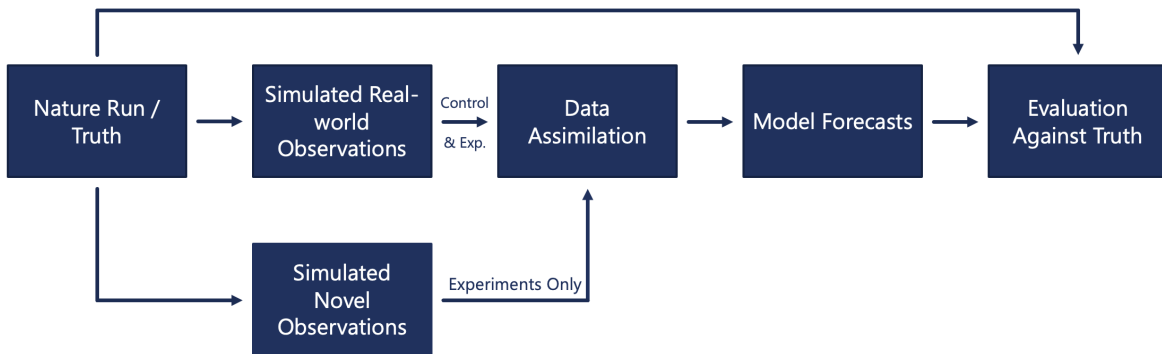 Nature Run /
Truth
Simulated Real-
world
Observations
Control
& Exp.
Data
Assimilation
Model Forecasts
Evaluation
Against Truth
Simulated
Novel
Observations
Experiments Only